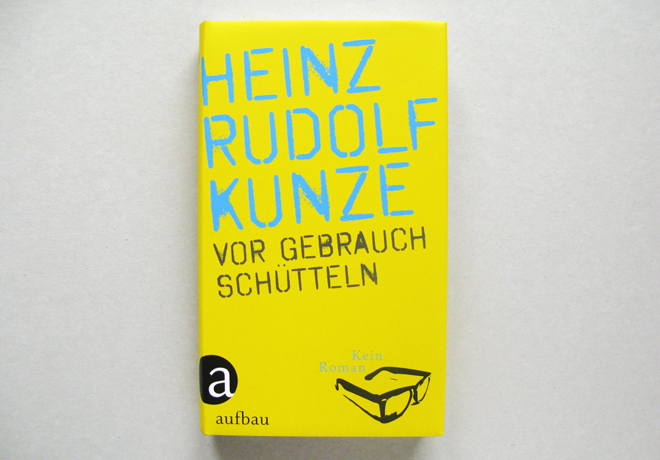 HEINZ
RUDOLF
KUNZE
VOR GEBRAUCH
SCHÜTTELN
Kein
Roman
a
aufbau